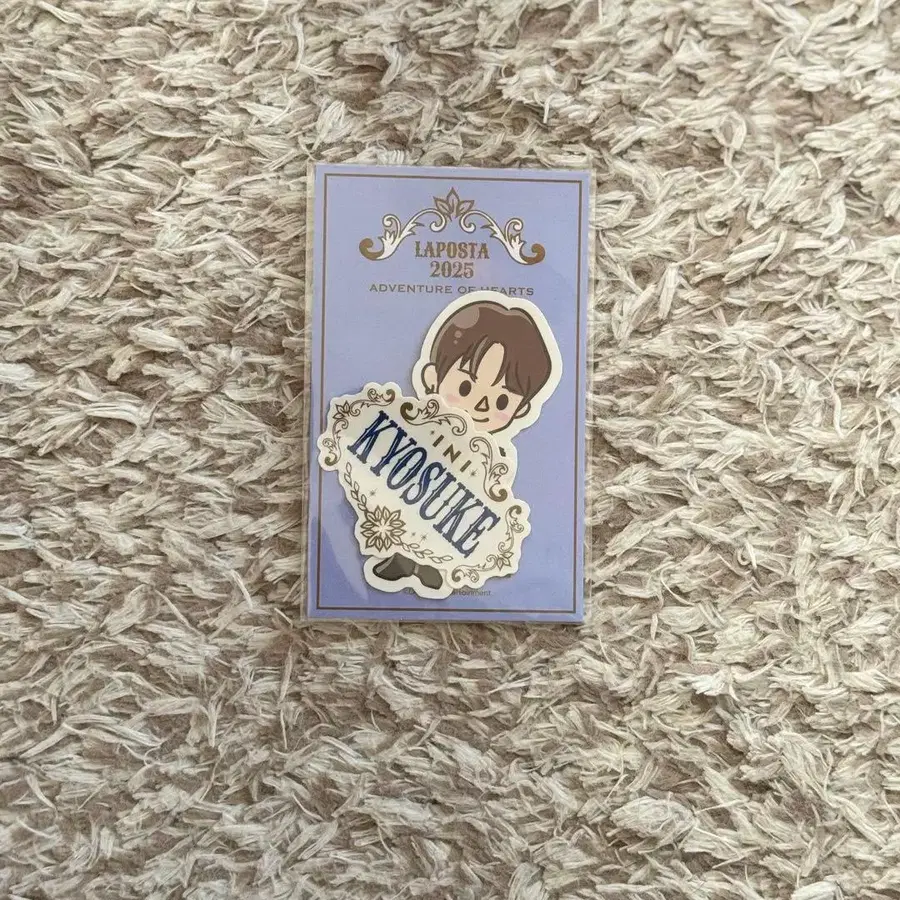 LAPOSTA
2025
ADVENTURE OF HEARTS
INI
KYOSUKE